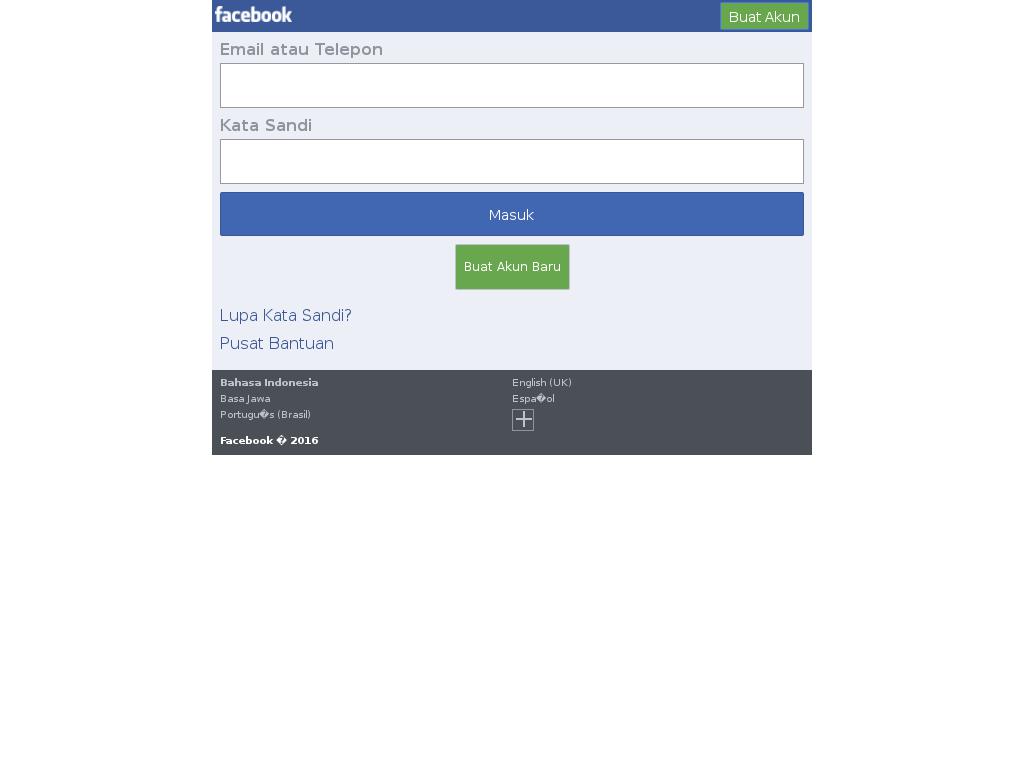 facebook
Buat Akun
Email atau Telepon
Kata Sandi
Masuk
Buat Akun Baru
Lupa Kata Sandi?
Pusat Bantuan
Bahasa Indonesia
English (UK)
Basa Jawa
Espa�ol
Portugu�s (Brasil)
Facebook � 2016